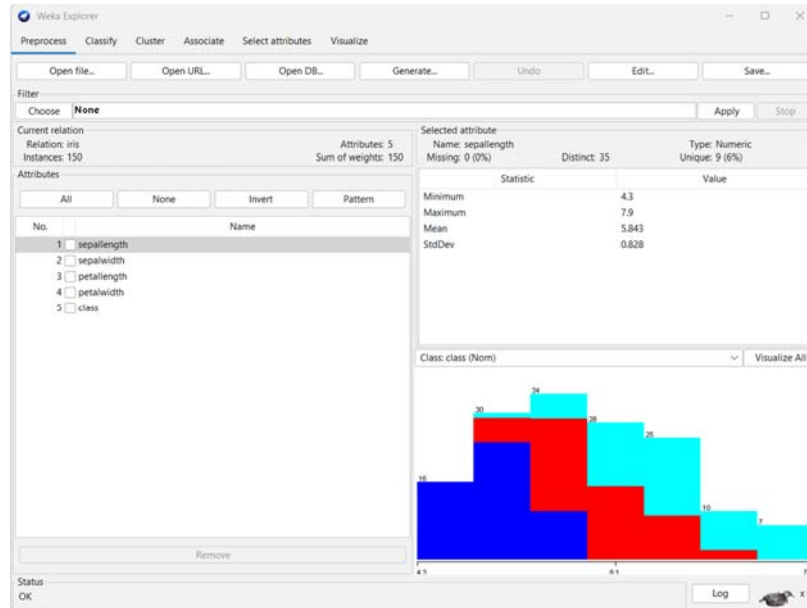 Weka Explorer
Preprocess Classify Cluster Associate Select attributes Visualize
Open file... Open URL... Open DB... Generate... Undo Edit... Save...
Filter
Choose None Apply Stop
Current relation
Relation: iris Attributes: 5
Instances: 150 Sum of weights: 150
Attributes
All None Invert Pattern
No. Name
1 sepallength
2 sepalwidth
3 petallength
4 petalwidth
5 class
Remove
Selected attribute
Name: sepallength Type: Numeric
Missing: 0 (0%) Distinct: 35 Unique: 9 (6%)
Statistic Value
Minimum 4.3
Maximum 7.9
Mean 5.843
StdDev 0.828
Class: class (Nom) Visualize All
16 30 34 28 25 10 7
4.3 6.1
Status
OK Log x